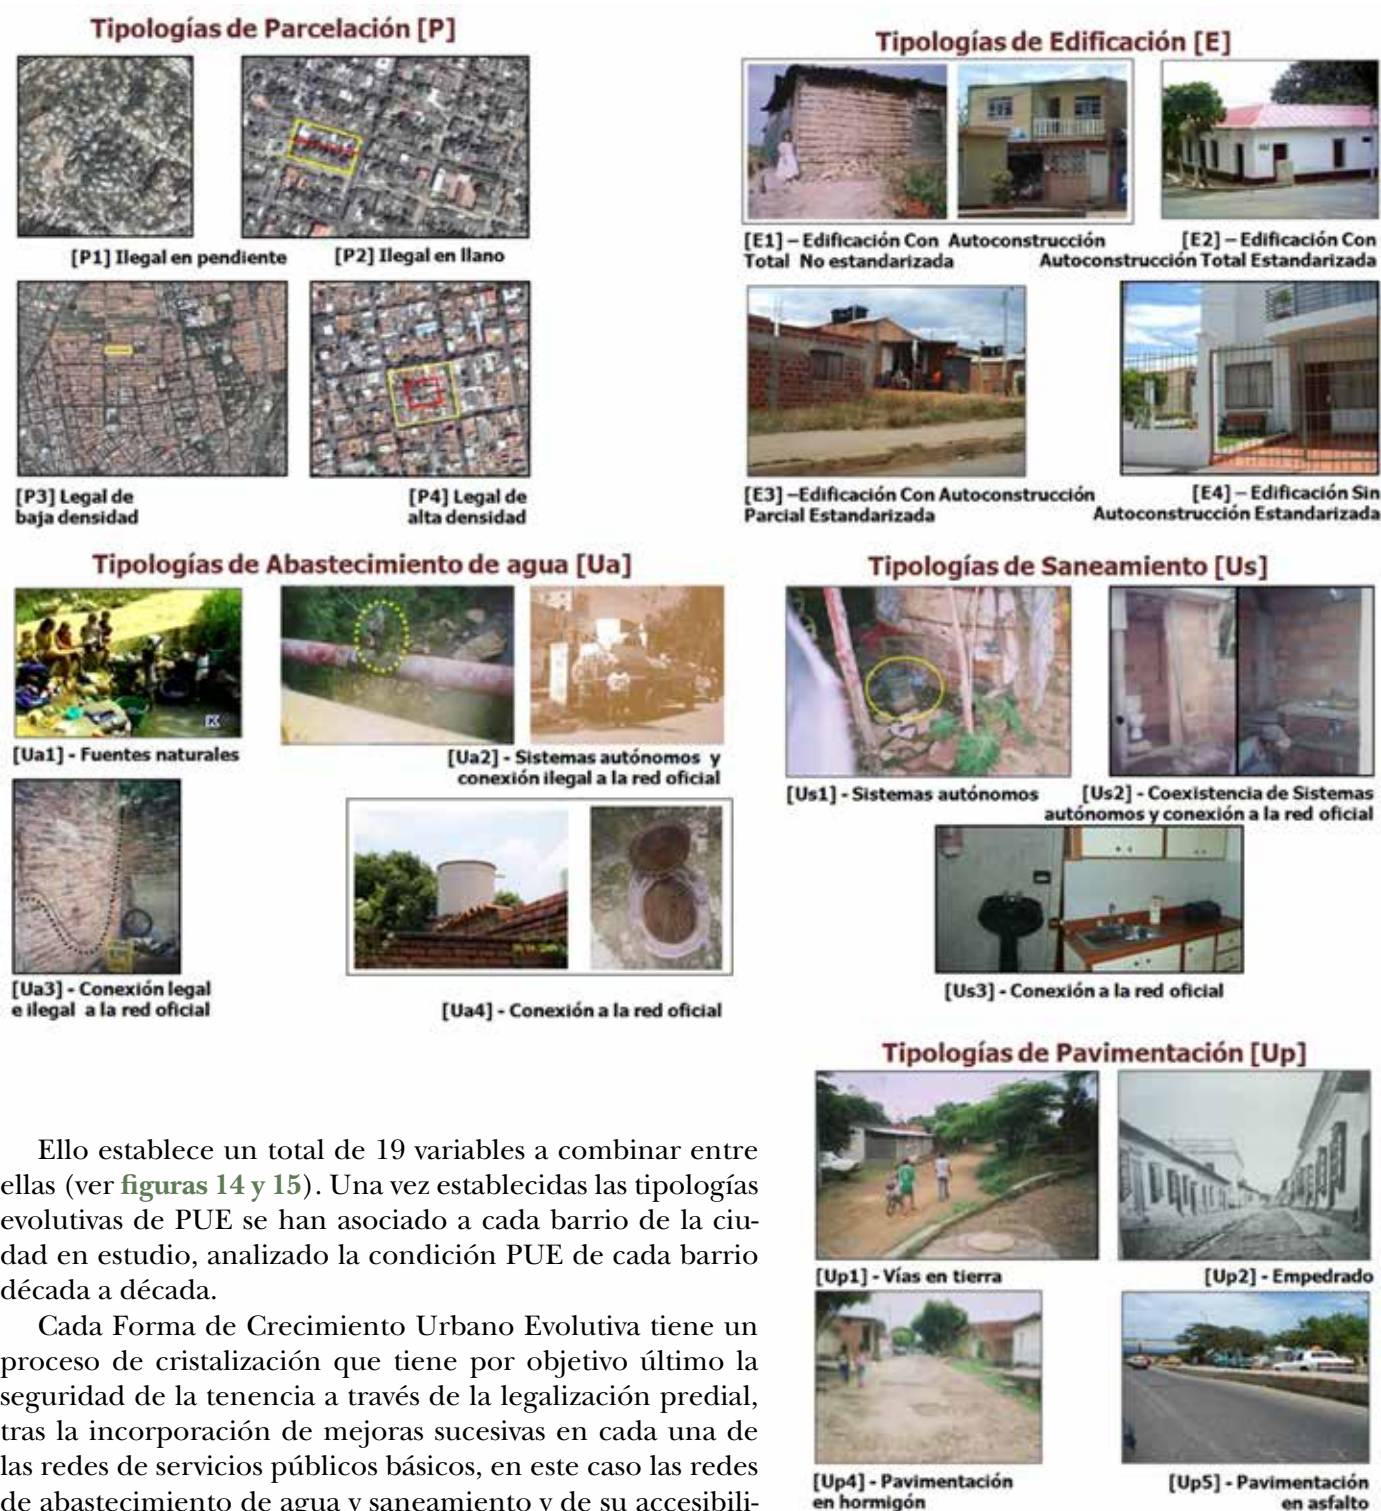 Tipologías de Parcelación [P]
[P1] Ilegal en pendiente
[P2] Ilegal en llano
[P3] Legal de
baja densidad
[P4] Legal de
alta densidad
Tipologías de Edificación [E]
[E1] – Edificación Con Autoconstrucción
Total No estandarizada
[E2] – Edificación Con
Autoconstrucción Total Estandarizada
[E3] –Edificación Con Autoconstrucción
Parcial Estandarizada
[E4] – Edificación Sin
Autoconstrucción Estandarizada
Tipologías de Abastecimiento de agua [Ua]
[Ua1] - Fuentes naturales
[Ua2] - Sistemas autónomos y
conexión ilegal a la red oficial
[Ua3] - Conexión legal
e ilegal a la red oficial
[Ua4] - Conexión a la red oficial
Tipologías de Saneamiento [Us]
[Us1] - Sistemas autónomos
[Us2] - Coexistencia de Sistemas
autónomos y conexión a la red oficial
[Us3] - Conexión a la red oficial
Tipologías de Pavimentación [Up]
[Up1] - Vías en tierra
[Up2] - Empedrado
[Up4] - Pavimentación
en hormigón
[Up5] - Pavimentación
en asfalto
Ello establece un total de 19 variables a combinar entre
ellas (ver figuras 14 y 15). Una vez establecidas las tipologías
evolutivas de PUE se han asociado a cada barrio de la ciu-
dad en estudio, analizado la condición PUE de cada barrio
década a década.
Cada Forma de Crecimiento Urbano Evolutiva tiene un
proceso de cristalización que tiene por objetivo último la
seguridad de la tenencia a través de la legalización predial,
tras la incorporación de mejoras sucesivas en cada una de
las redes de servicios públicos básicos, en este caso las redes
de abastecimiento de agua y saneamiento y de su accesibili-